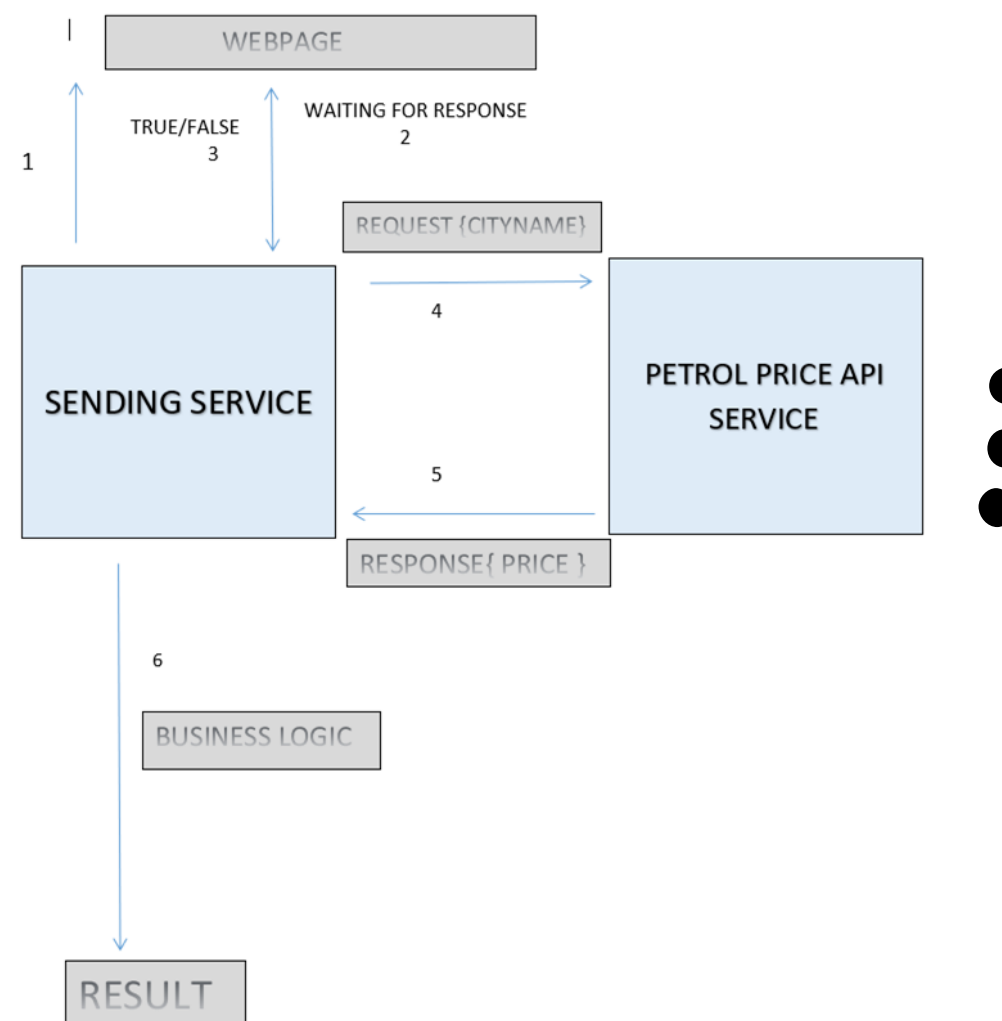 |
WEBPAGE
WAITING FOR RESPONSE
2
TRUE/FALSE
3
1
REQUEST {CITYNAME}
4
SENDING SERVICE
PETROL PRICE API
SERVICE
5
RESPONSE{ PRICE }
6
BUSINESS LOGIC
RESULT